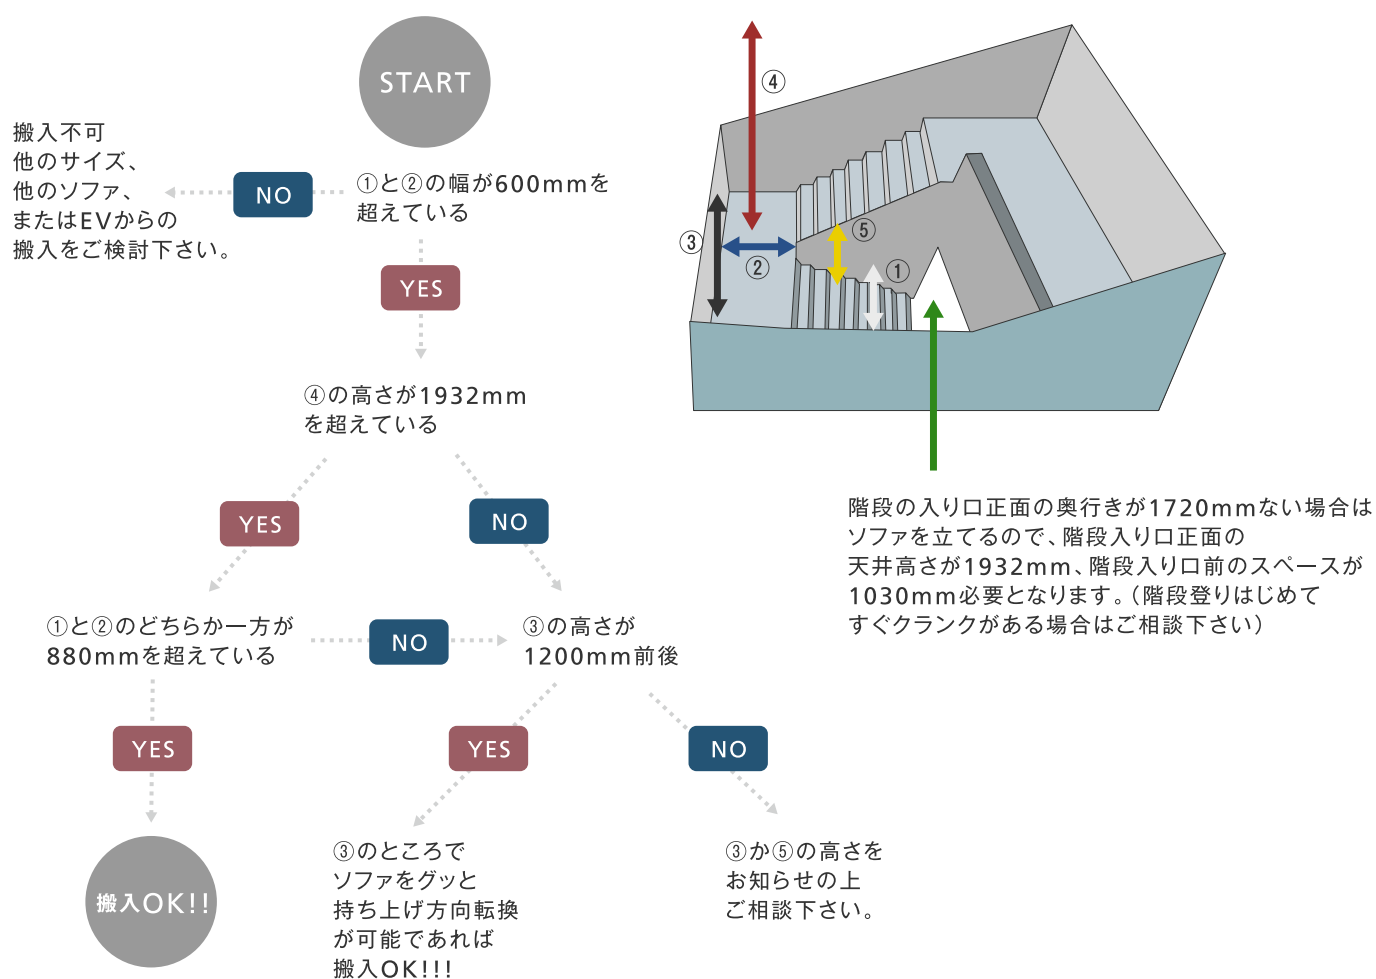 START
搬入不可
他のサイズ、
他のソファ、
またはEVからの
搬入をご検討下さい。
NO
①と②の幅が600mmを
超えている
YES
④の高さが1932mm
を超えている
YES
NO
①と②のどちらか一方が
880mmを超えている
NO
③の高さが
1200mm前後
YES
YES
NO
搬入OK!!
③のところで
ソファをグッと
持ち上げ方向転換
が可能であれば
搬入OK!!!
③か⑤の高さを
お知らせの上
ご相談下さい。
④
③
②
⑤
①
階段の入り口正面の奥行きが1720mmない場合は
ソファを立てるので、階段入り口正面の
天井高さが1932mm、階段入り口前のスペースが
1030mm必要となります。（階段登りはじめて
すぐクランクがある場合はご相談下さい）